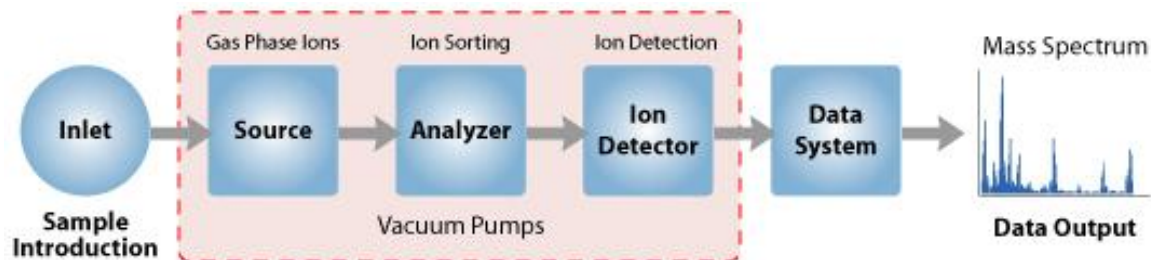 Gas Phase Ions
Ion Sorting
Ion Detection
Mass Spectrum
Inlet
Source
Analyzer
Ion
Detector
Data
System
Sample
Introduction
Vacuum Pumps
Data Output